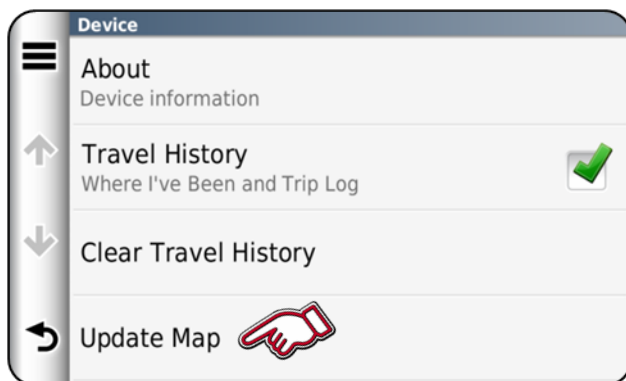 Device
About
Device information
Travel History
Where I've Been and Trip Log
Clear Travel History
Update Map